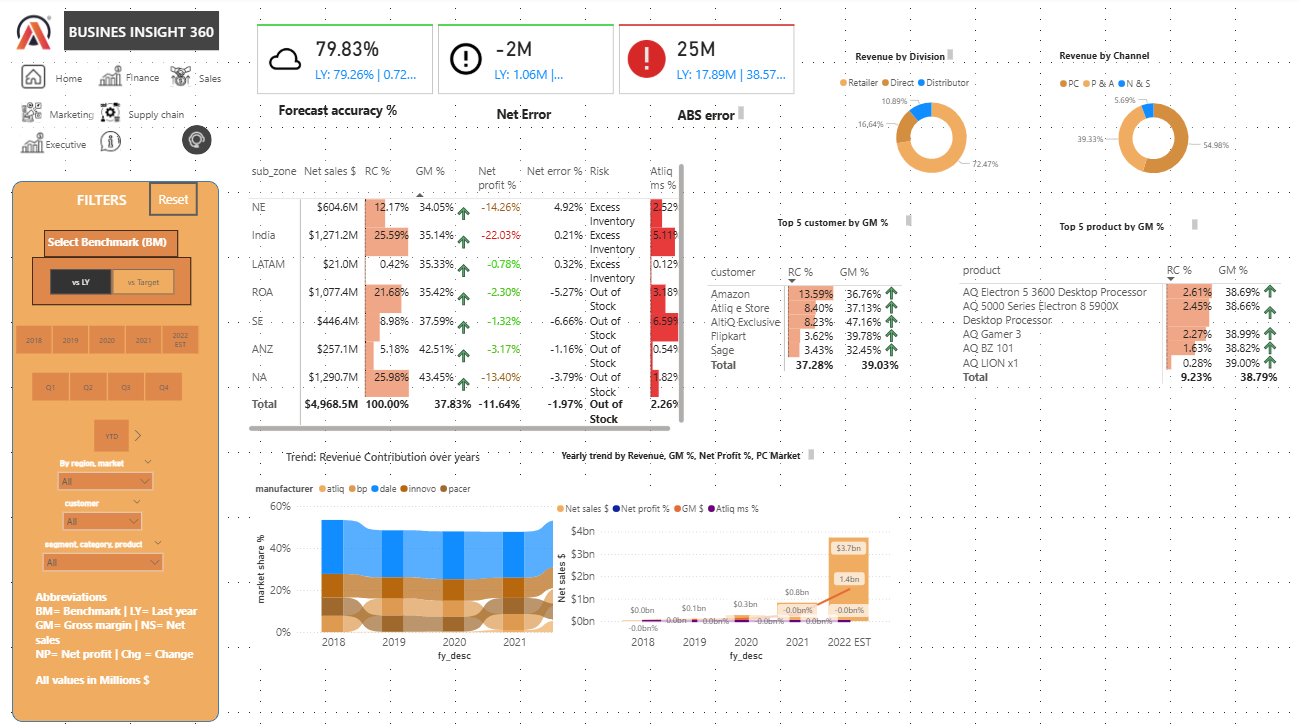 BUSINES INSIGHT 360
Home
Finance
Sales
Marketing
Supply chain
Executive
FILTERS
Reset
Select Benchmark (BM)
vs LY
vs Target
2018
2019
2020
2021
2022 EST
Q1
Q2
Q3
Q4
YTD
By region, market
All
customer
All
segment, category, product
All
Abbreviations
BM= Benchmark | LY= Last year
GM= Gross margin | NS= Net
sales
NP= Net profit | Chg = Change
All values in Millions $
79.83%
LY: 79.26% | 0.72...
Forecast accuracy %
-2M
LY: 1.06M |...
Net Error
25M
LY: 17.89M | 38.57...
ABS error
Revenue by Division
Retailer Direct Distributor
10.89%
16.64%
72.47%
Revenue by Channel
PC P & A N & S
5.69%
39.33%
54.98%
sub_zone Net sales $ RC % GM % Net profit % Net error % Risk Atliq ms %
NE $604.6M 12.17% 34.05% -14.26% 4.92% Excess Inventory 2.52%
India $1,271.2M 25.59% 35.14% -22.03% 0.21% Excess Inventory 5.11%
LATAM $21.0M 0.42% 35.33% -0.78% 0.32% Excess Inventory 0.12%
ROA $1,077.4M 21.68% 35.42% -2.30% -5.27% Out of Stock 3.18%
SE $446.4M 8.98% 37.59% -1.32% -6.66% Out of Stock 6.59%
ANZ $257.1M 5.18% 42.51% -3.17% -1.16% Out of Stock 0.54%
NA $1,290.7M 25.98% 43.45% -13.40% -3.79% Out of Stock 1.82%
Total $4,968.5M 100.00% 37.83% -11.64% -1.97% Out of Stock 2.26%
Top 5 customer by GM %
customer RC % GM %
Amazon 13.59% 36.76%
Atliq e Store 8.40% 37.13%
AltiQ Exclusive 8.23% 47.16%
Flipkart 3.62% 39.78%
Sage 3.43% 32.45%
Total 37.28% 39.03%
Top 5 product by GM %
product RC % GM %
AQ Electron 5 3600 Desktop Processor 2.61% 38.69%
AQ 5000 Series Electron 8 5900X Desktop Processor 2.45% 38.66%
AQ Gamer 3 2.27% 38.99%
AQ BZ 101 1.63% 38.82%
AQ LION x1 0.28% 39.00%
Total 9.23% 38.79%
Trend: Revenue Contribution over years
manufacturer atliq bp dale innovo pacer
market share %
60%
40%
20%
0%
2018 2019 2020 2021
fy_desc
Yearly trend by Revenue, GM %, Net Profit %, PC Market
Net sales $ Net profit % GM $ Atliq ms %
Net sales $
$4bn
$3bn
$2bn
$1bn
$0bn
$0.0bn
$0.1bn
$0.3bn
$0.8bn
$3.7bn
1.4bn
-0.0bn%
0.0bn
-0.0bn%
-0.0bn%
0.0bn%
-0.0bn%
2018 2019 2020 2021 2022 EST
fy_desc